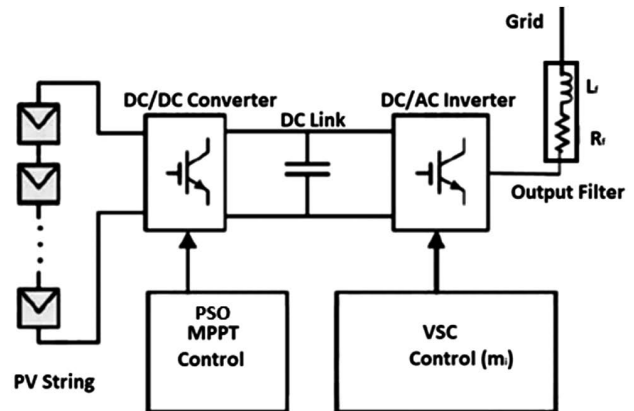 Grid
DC/DC Converter
DC/AC Inverter
Lf
DC Link
Rf
Output Filter
PSO
MPPT
Control
VSC
Control (mi)
PV String